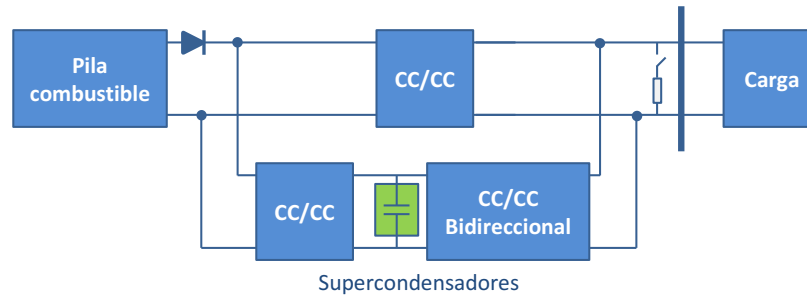 Pila
combustible
CC/CC
Carga
CC/CC
CC/CC
Bidireccional
Supercondensadores